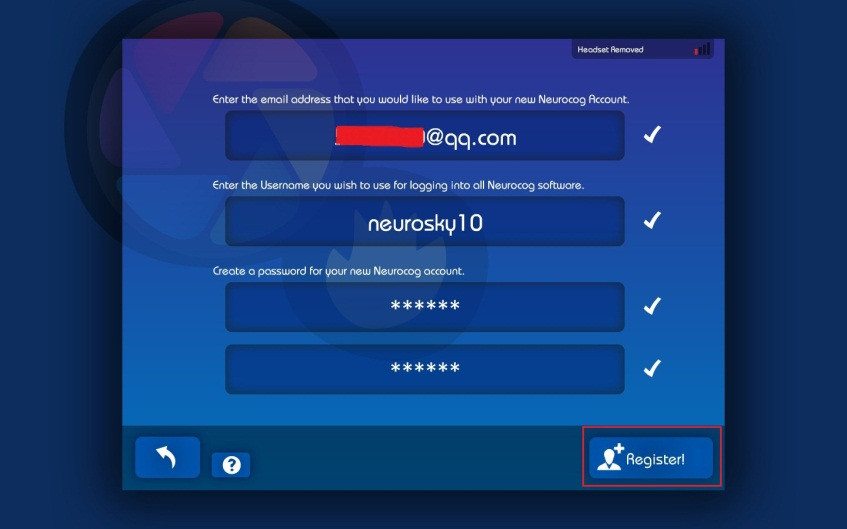 Headset Removed
Enter the email address that you would like to use with your new Neurocog Account.
@qq.com
Enter the Username you wish to use for logging into all Neurocog software.
neurosky10
Create a password for your new Neurocog account.
******
******
?
Register!